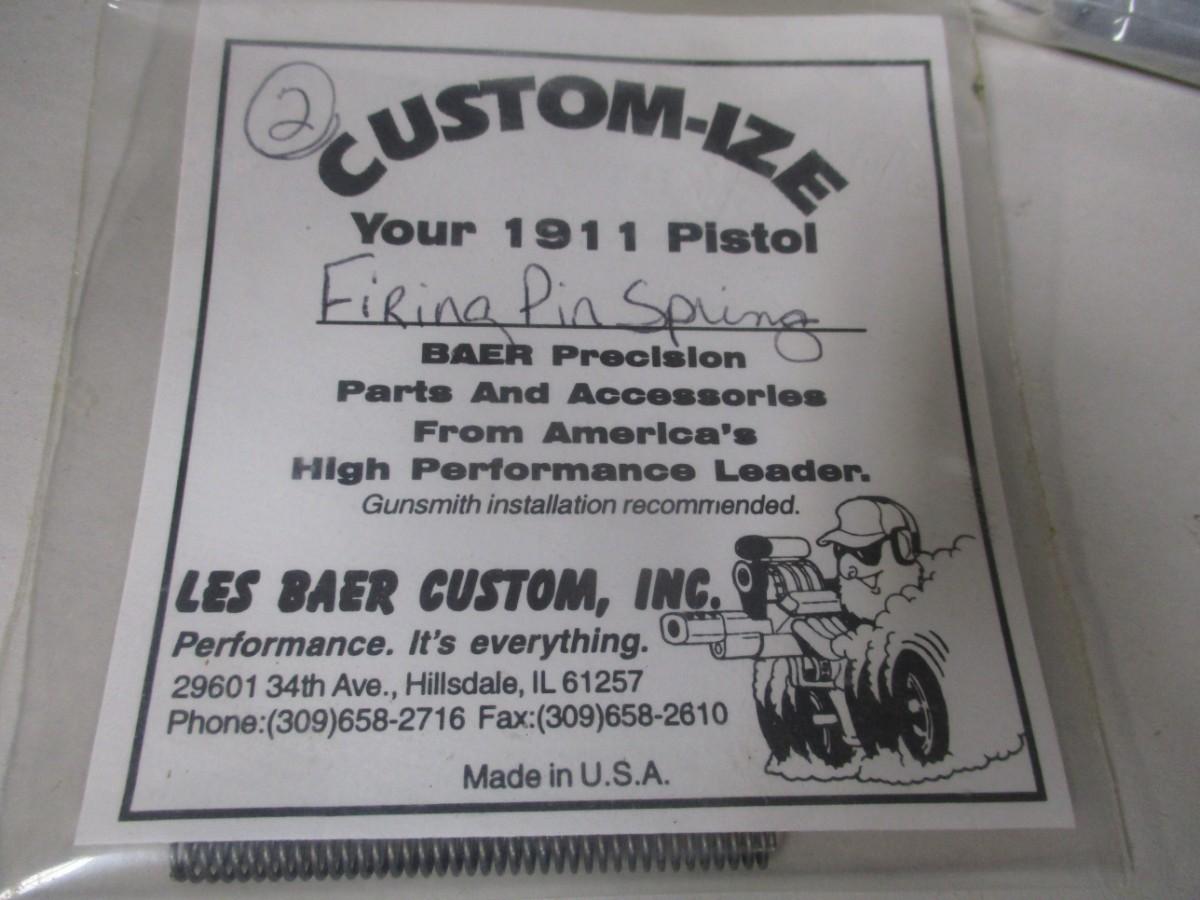 2
CUSTOM-IZE
Your 1911 Pistol
Firing Pin Spring
BAER Precision
Parts And Accessories
From America's
High Performance Leader.
Gunsmith installation recommended.
LES BAER CUSTOM, INC.
Performance. It's everything.
29601 34th Ave., Hillsdale, IL 61257
Phone:(309)658-2716 Fax:(309)658-2610
Made in U.S.A.